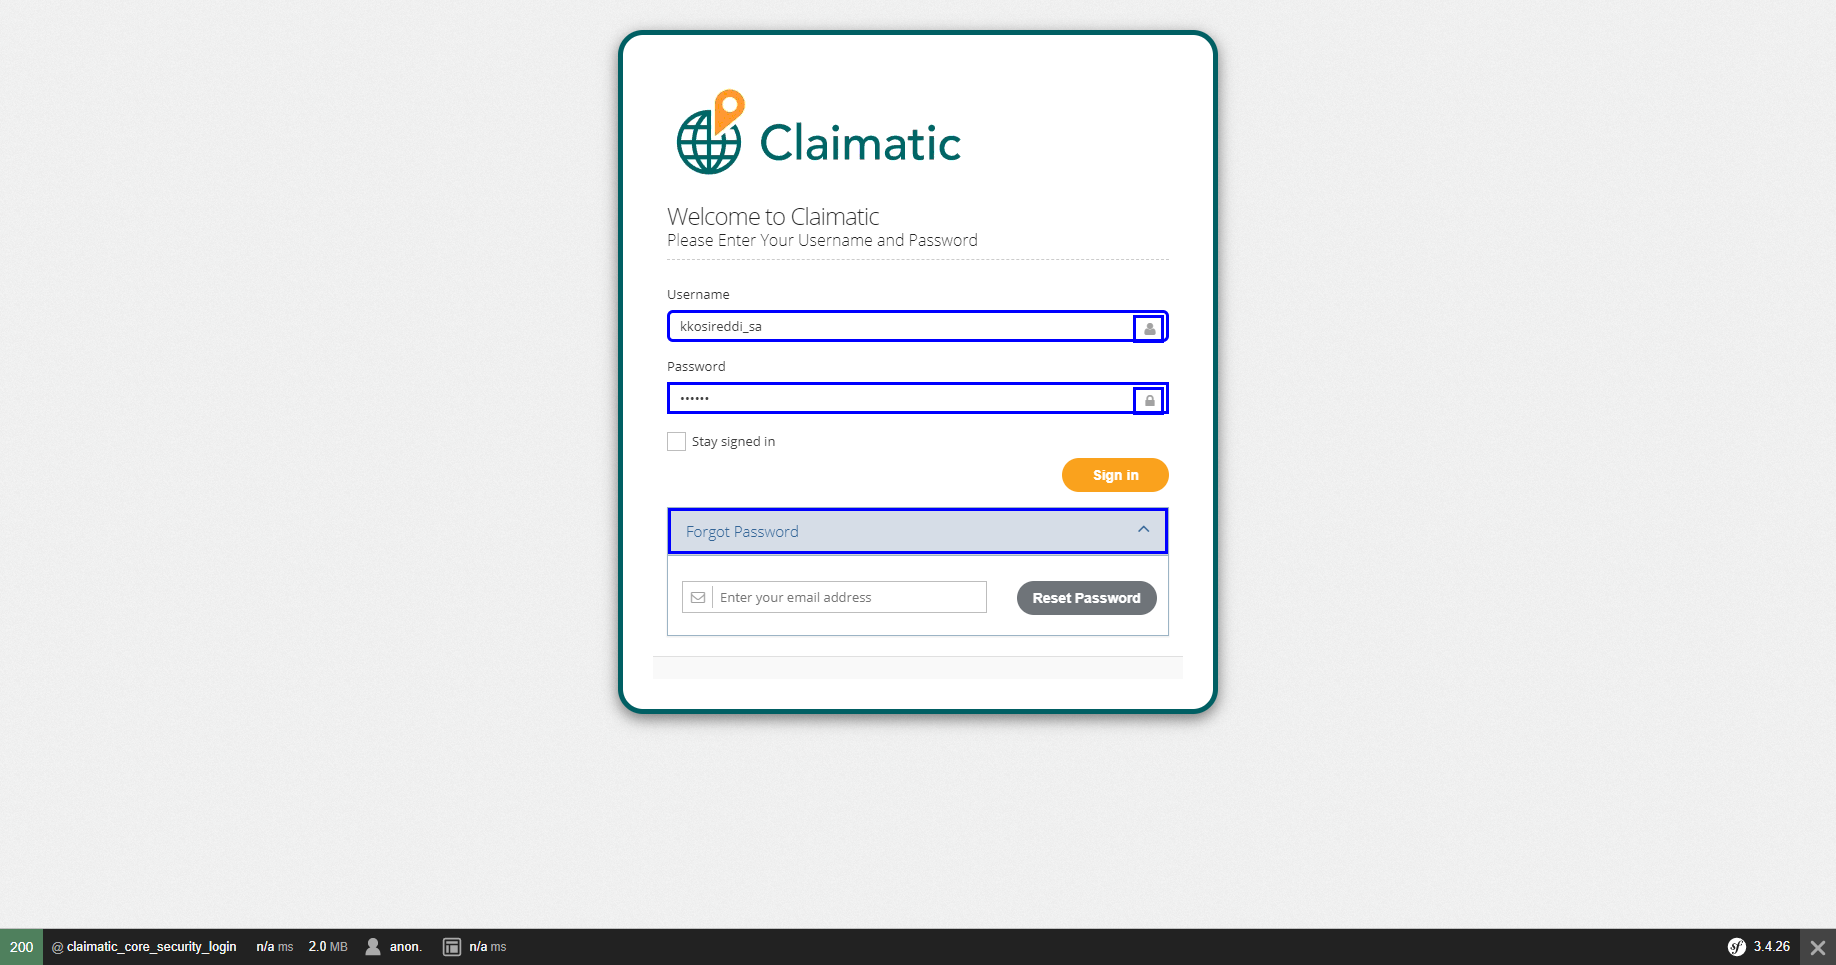 Claimatic
Welcome to Claimatic
Please Enter Your Username and Password
Username
kkosireddi_sa
Password
••••••
Stay signed in
Sign in
Forgot Password
Enter your email address
Reset Password
200 @ claimatic_core_security_login n/a ms 2.0 MB anon. n/a ms sf 3.4.26